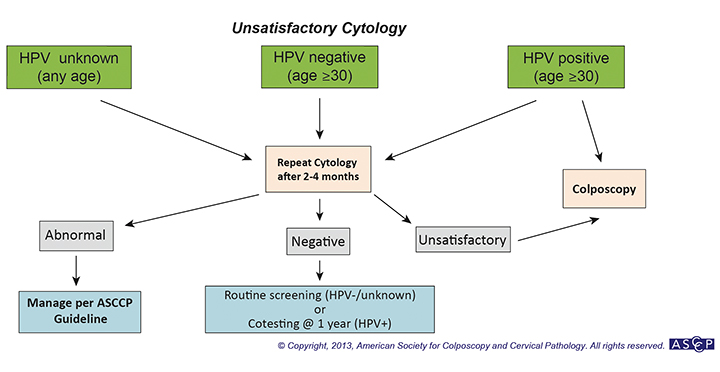 Unsatisfactory Cytology
HPV unknown
(any age)
HPV negative
(age ≥30)
HPV positive
(age ≥30)
Repeat Cytology
after 2-4 months
Colposcopy
Abnormal
Negative
Unsatisfactory
Manage per ASCCP
Guideline
Routine screening (HPV-/unknown)
or
Cotesting @ 1 year (HPV+)
© Copyright, 2013, American Society for Colposcopy and Cervical Pathology. All rights reserved.
ASCCP